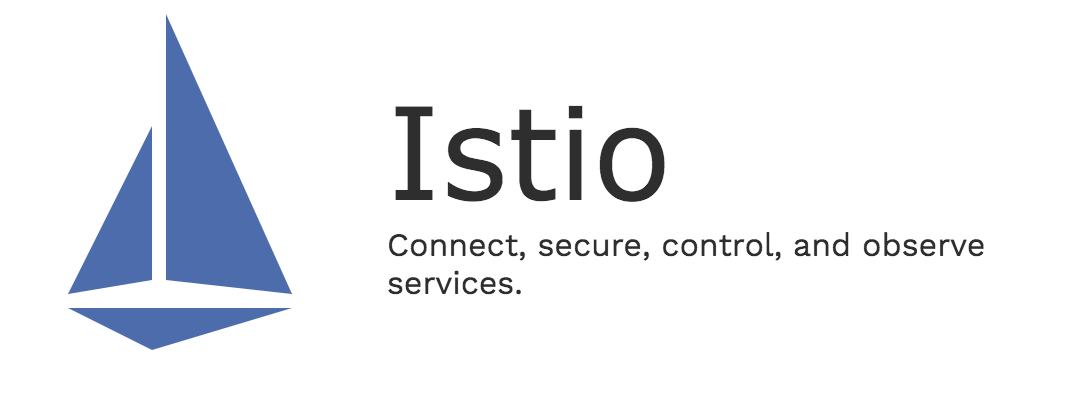 Istio
Connect, secure, control, and observe
services.